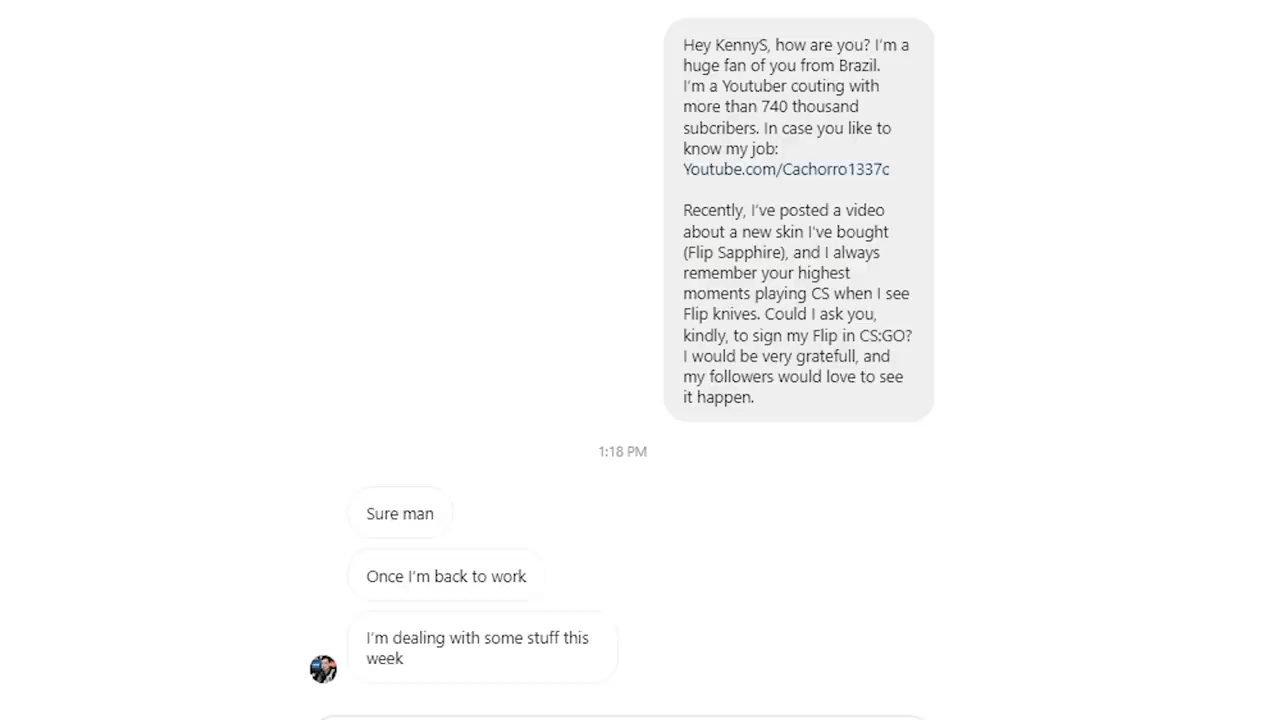 Hey KennyS, how are you? I'm a
huge fan of you from Brazil.
I'm a Youtuber couting with
more than 740 thousand
subcribers. In case you like to
know my job:
Youtube.com/Cachorro1337c
Recently, I've posted a video
about a new skin I've bought
(Flip Sapphire), and I always
remember your highest
moments playing CS when I see
Flip knives. Could I ask you,
kindly, to sign my Flip in CS:GO?
I would be very gratefull, and
my followers would love to see
it happen.
1:18 PM
Sure man
Once I'm back to work
I'm dealing with some stuff this
week